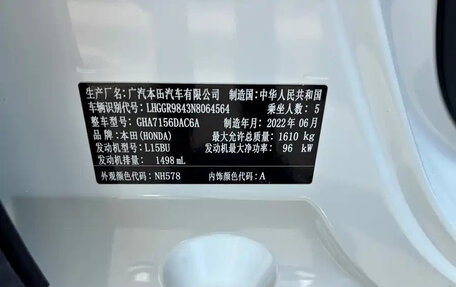 生产厂名：广汽本田汽车有限公司 制造国：中华人民共和国
车辆识别代号：LHGGR9843N8064564 乘坐人数：5
整车型号：GHA7156DAC6A 制造年月：2022年06月
品牌：本田(HONDA) 最大允许总质量：1610 kg
发动机型号：L15BU 发动机最大净功率：96 kW
发动机排量：1498 mL
外观颜色代码：NH578 内饰颜色代码：A